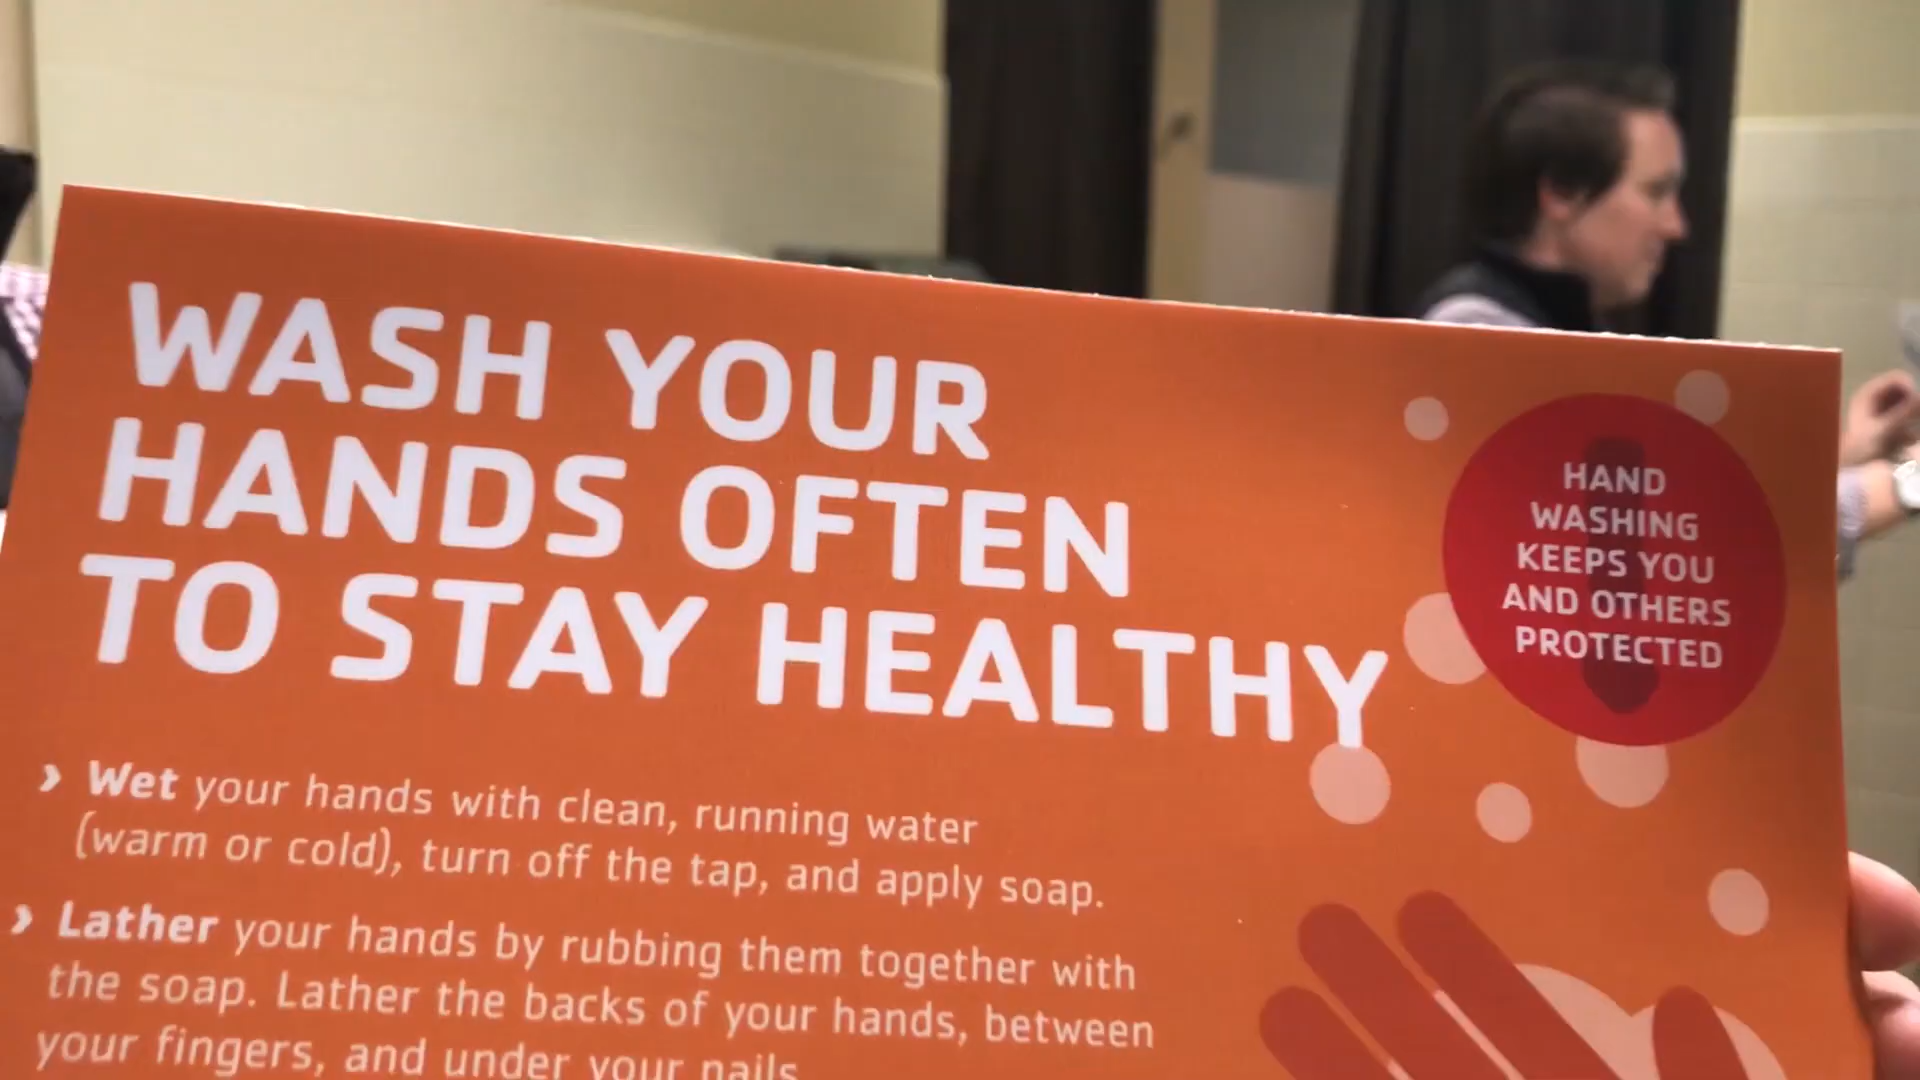 WASH YOUR
HANDS OFTEN
TO STAY HEALTHY
HAND
WASHING
KEEPS YOU
AND OTHERS
PROTECTED
› Wet your hands with clean, running water
(warm or cold), turn off the tap, and apply soap.
› Lather your hands by rubbing them together with
the soap. Lather the backs of your hands, between
your fingers, and under your nails.